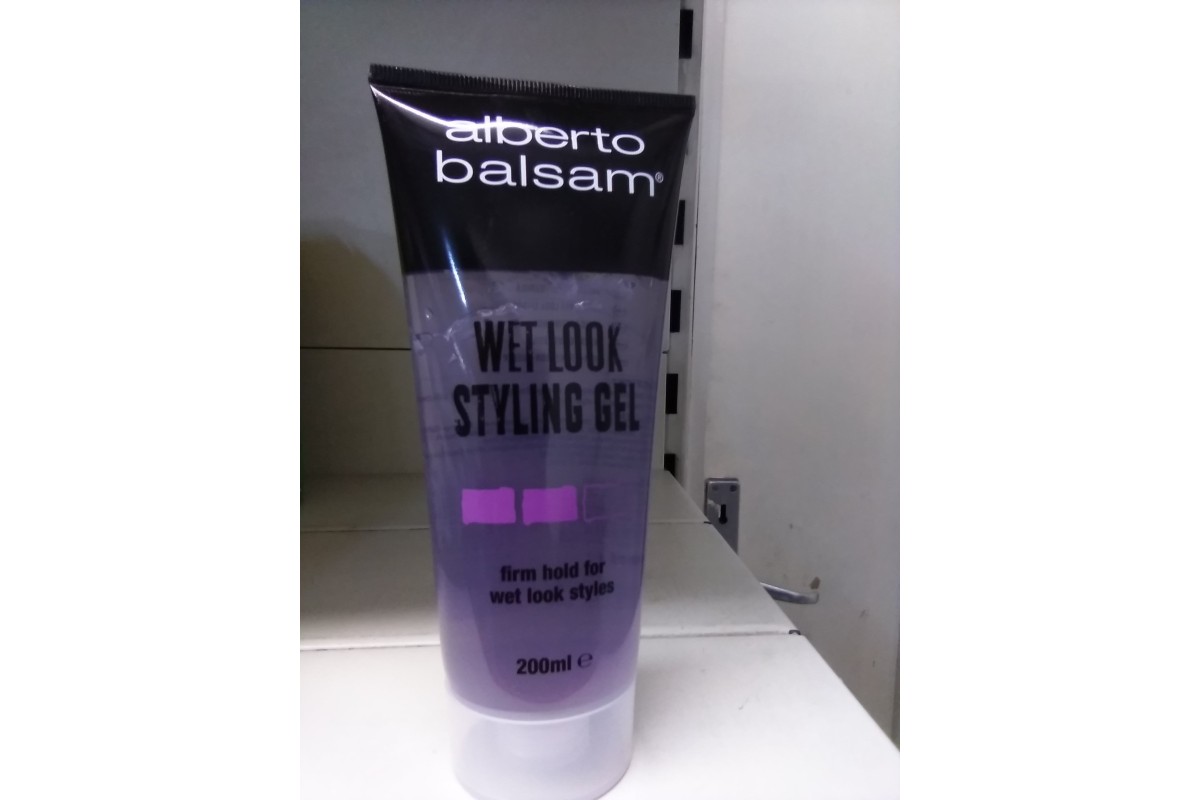 alberto
balsam®
WET LOOK
STYLING GEL
firm hold for
wet look styles
200ml ℮